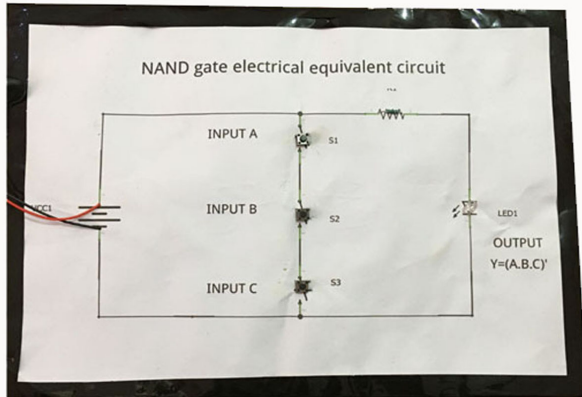 NAND gate electrical equivalent circuit
INPUT A
S1
INPUT B
S2
LED1
OUTPUT
Y=(A.B.C)'
INPUT C
S3